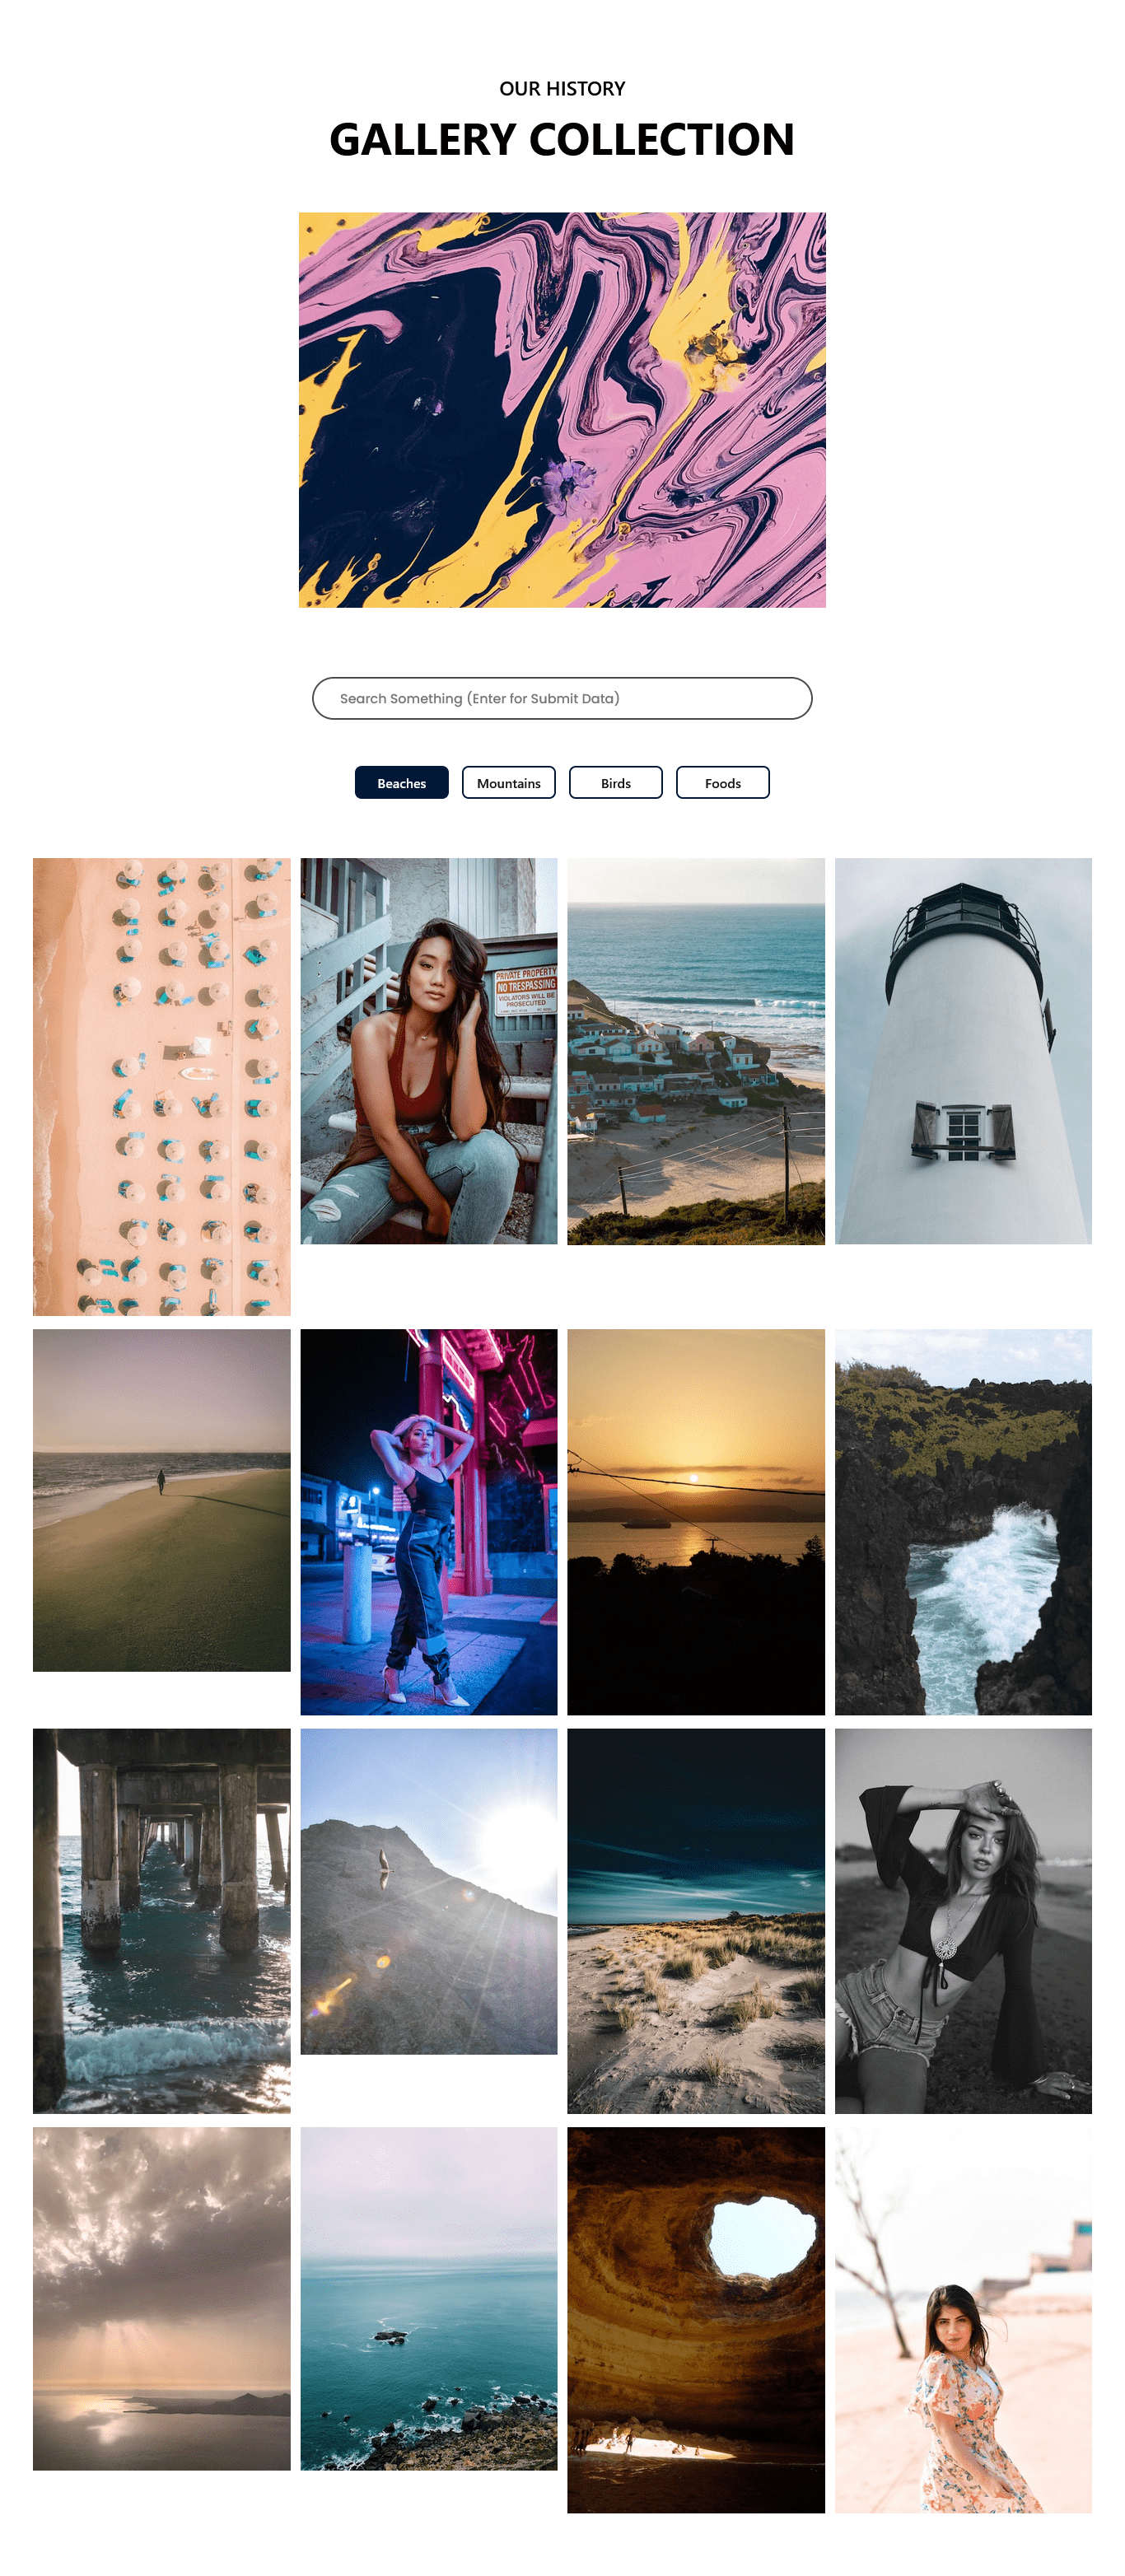 OUR HISTORY
GALLERY COLLECTION
Search Something (Enter for Submit Data)
Beaches
Mountains
Birds
Foods
PRIVATE PROPERTY
NO TRESPASSING
VIOLATORS WILL BE
PROSECUTED